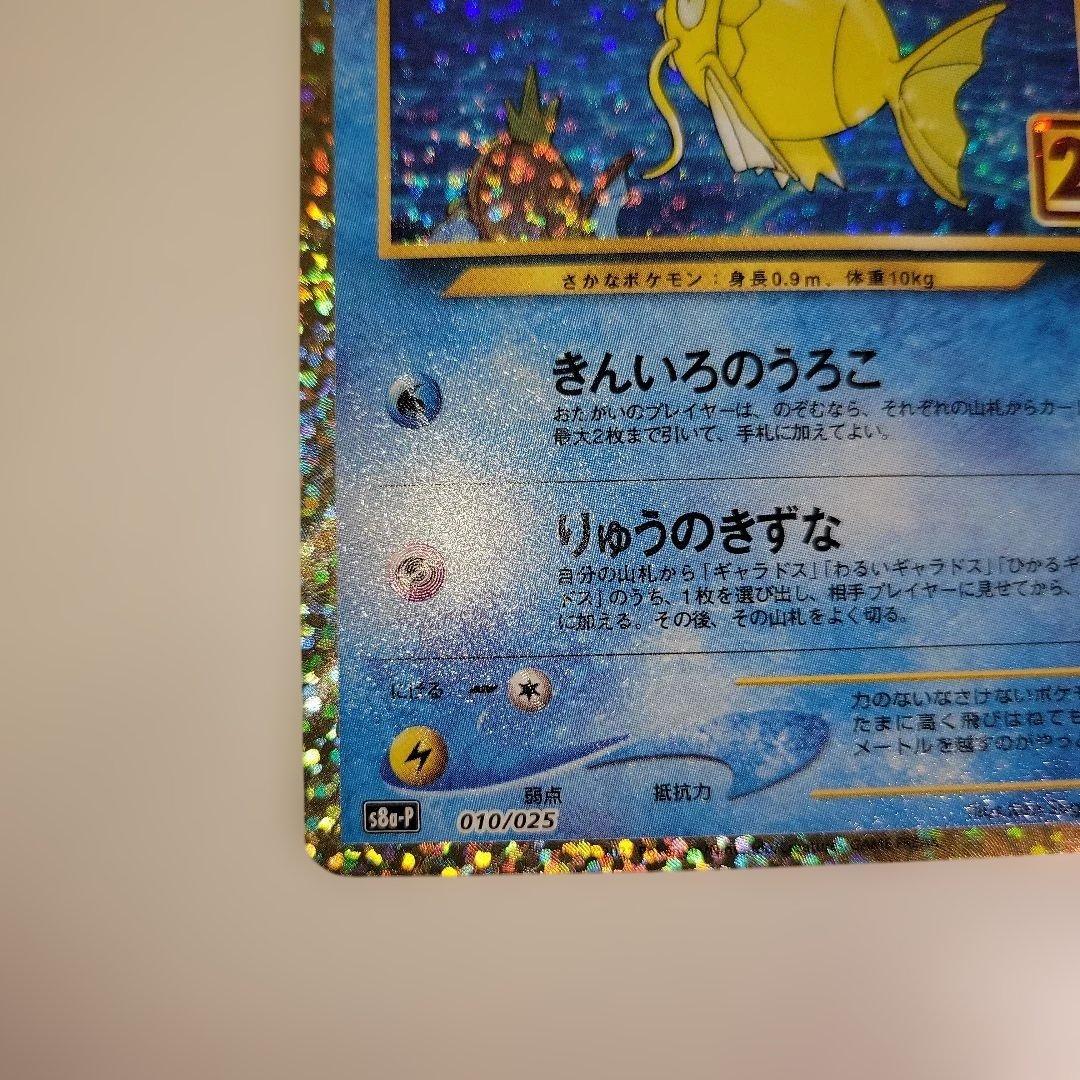 2
さかなポケモン：身長0.9m、体重10kg
きんいろのうろこ
おたがいのプレイヤーは、のぞむなら、それぞれの山札からカー
最大2枚まで引いて、手札に加えてよい。
りゅうのきずな
自分の山札から「ギャラドス」「わるいギャラドス」「ひかるギ
ドス」のうち、1枚を選び出し、相手プレイヤーに見せてから、
に加える。その後、その山札をよく切る。
にげる
力のないなさけないポケモ
たまに高く飛びはねても
メートルを越すのがやっ
弱点
抵抗力
s8a-P
010/025